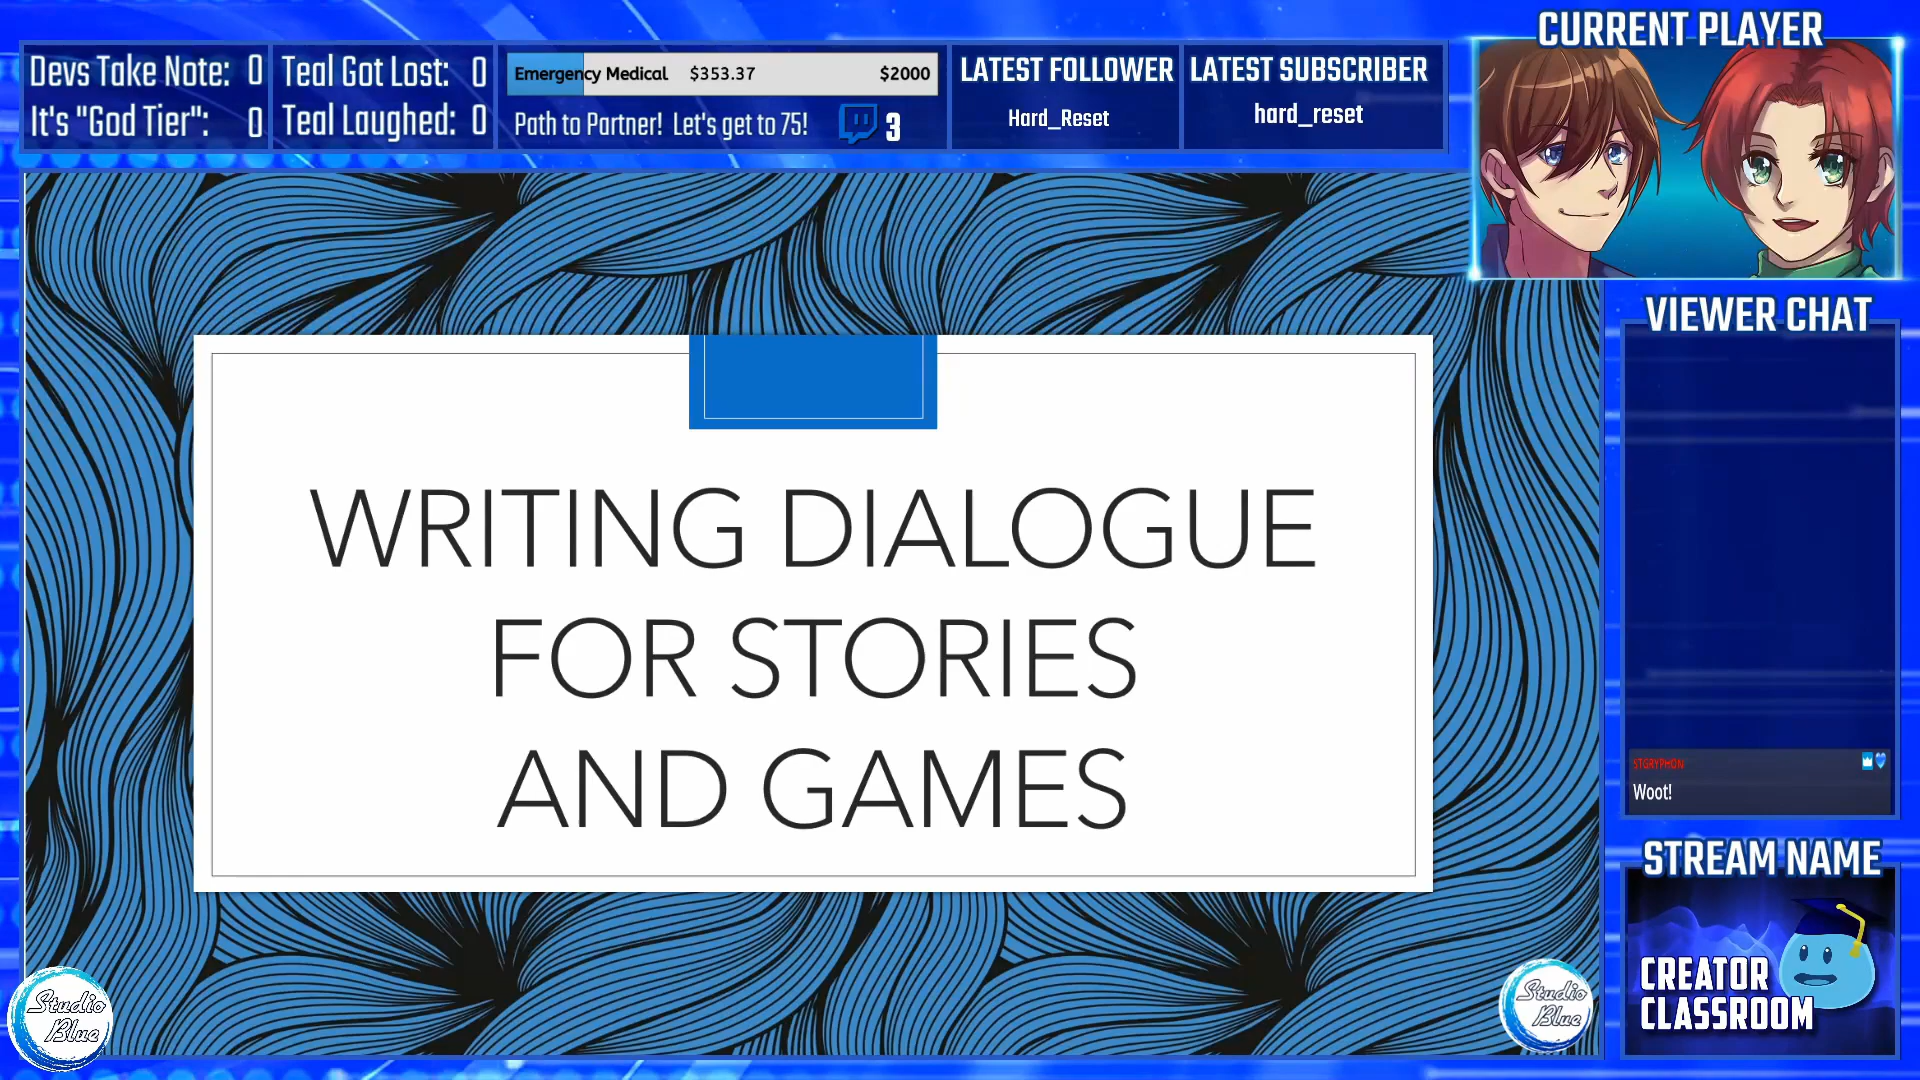 CURRENT PLAYER
Devs Take Note: 0
It's "God Tier": 0
Teal Got Lost: 0
Teal Laughed: 0
Emergency Medical $353.37 $2000
Path to Partner! Let's get to 75! 3
LATEST FOLLOWER
Hard_Reset
LATEST SUBSCRIBER
hard_reset
WRITING DIALOGUE
FOR STORIES
AND GAMES
VIEWER CHAT
STGRYPHON
Woot!
STREAM NAME
CREATOR
CLASSROOM
Studio
Blue
Studio
Blue